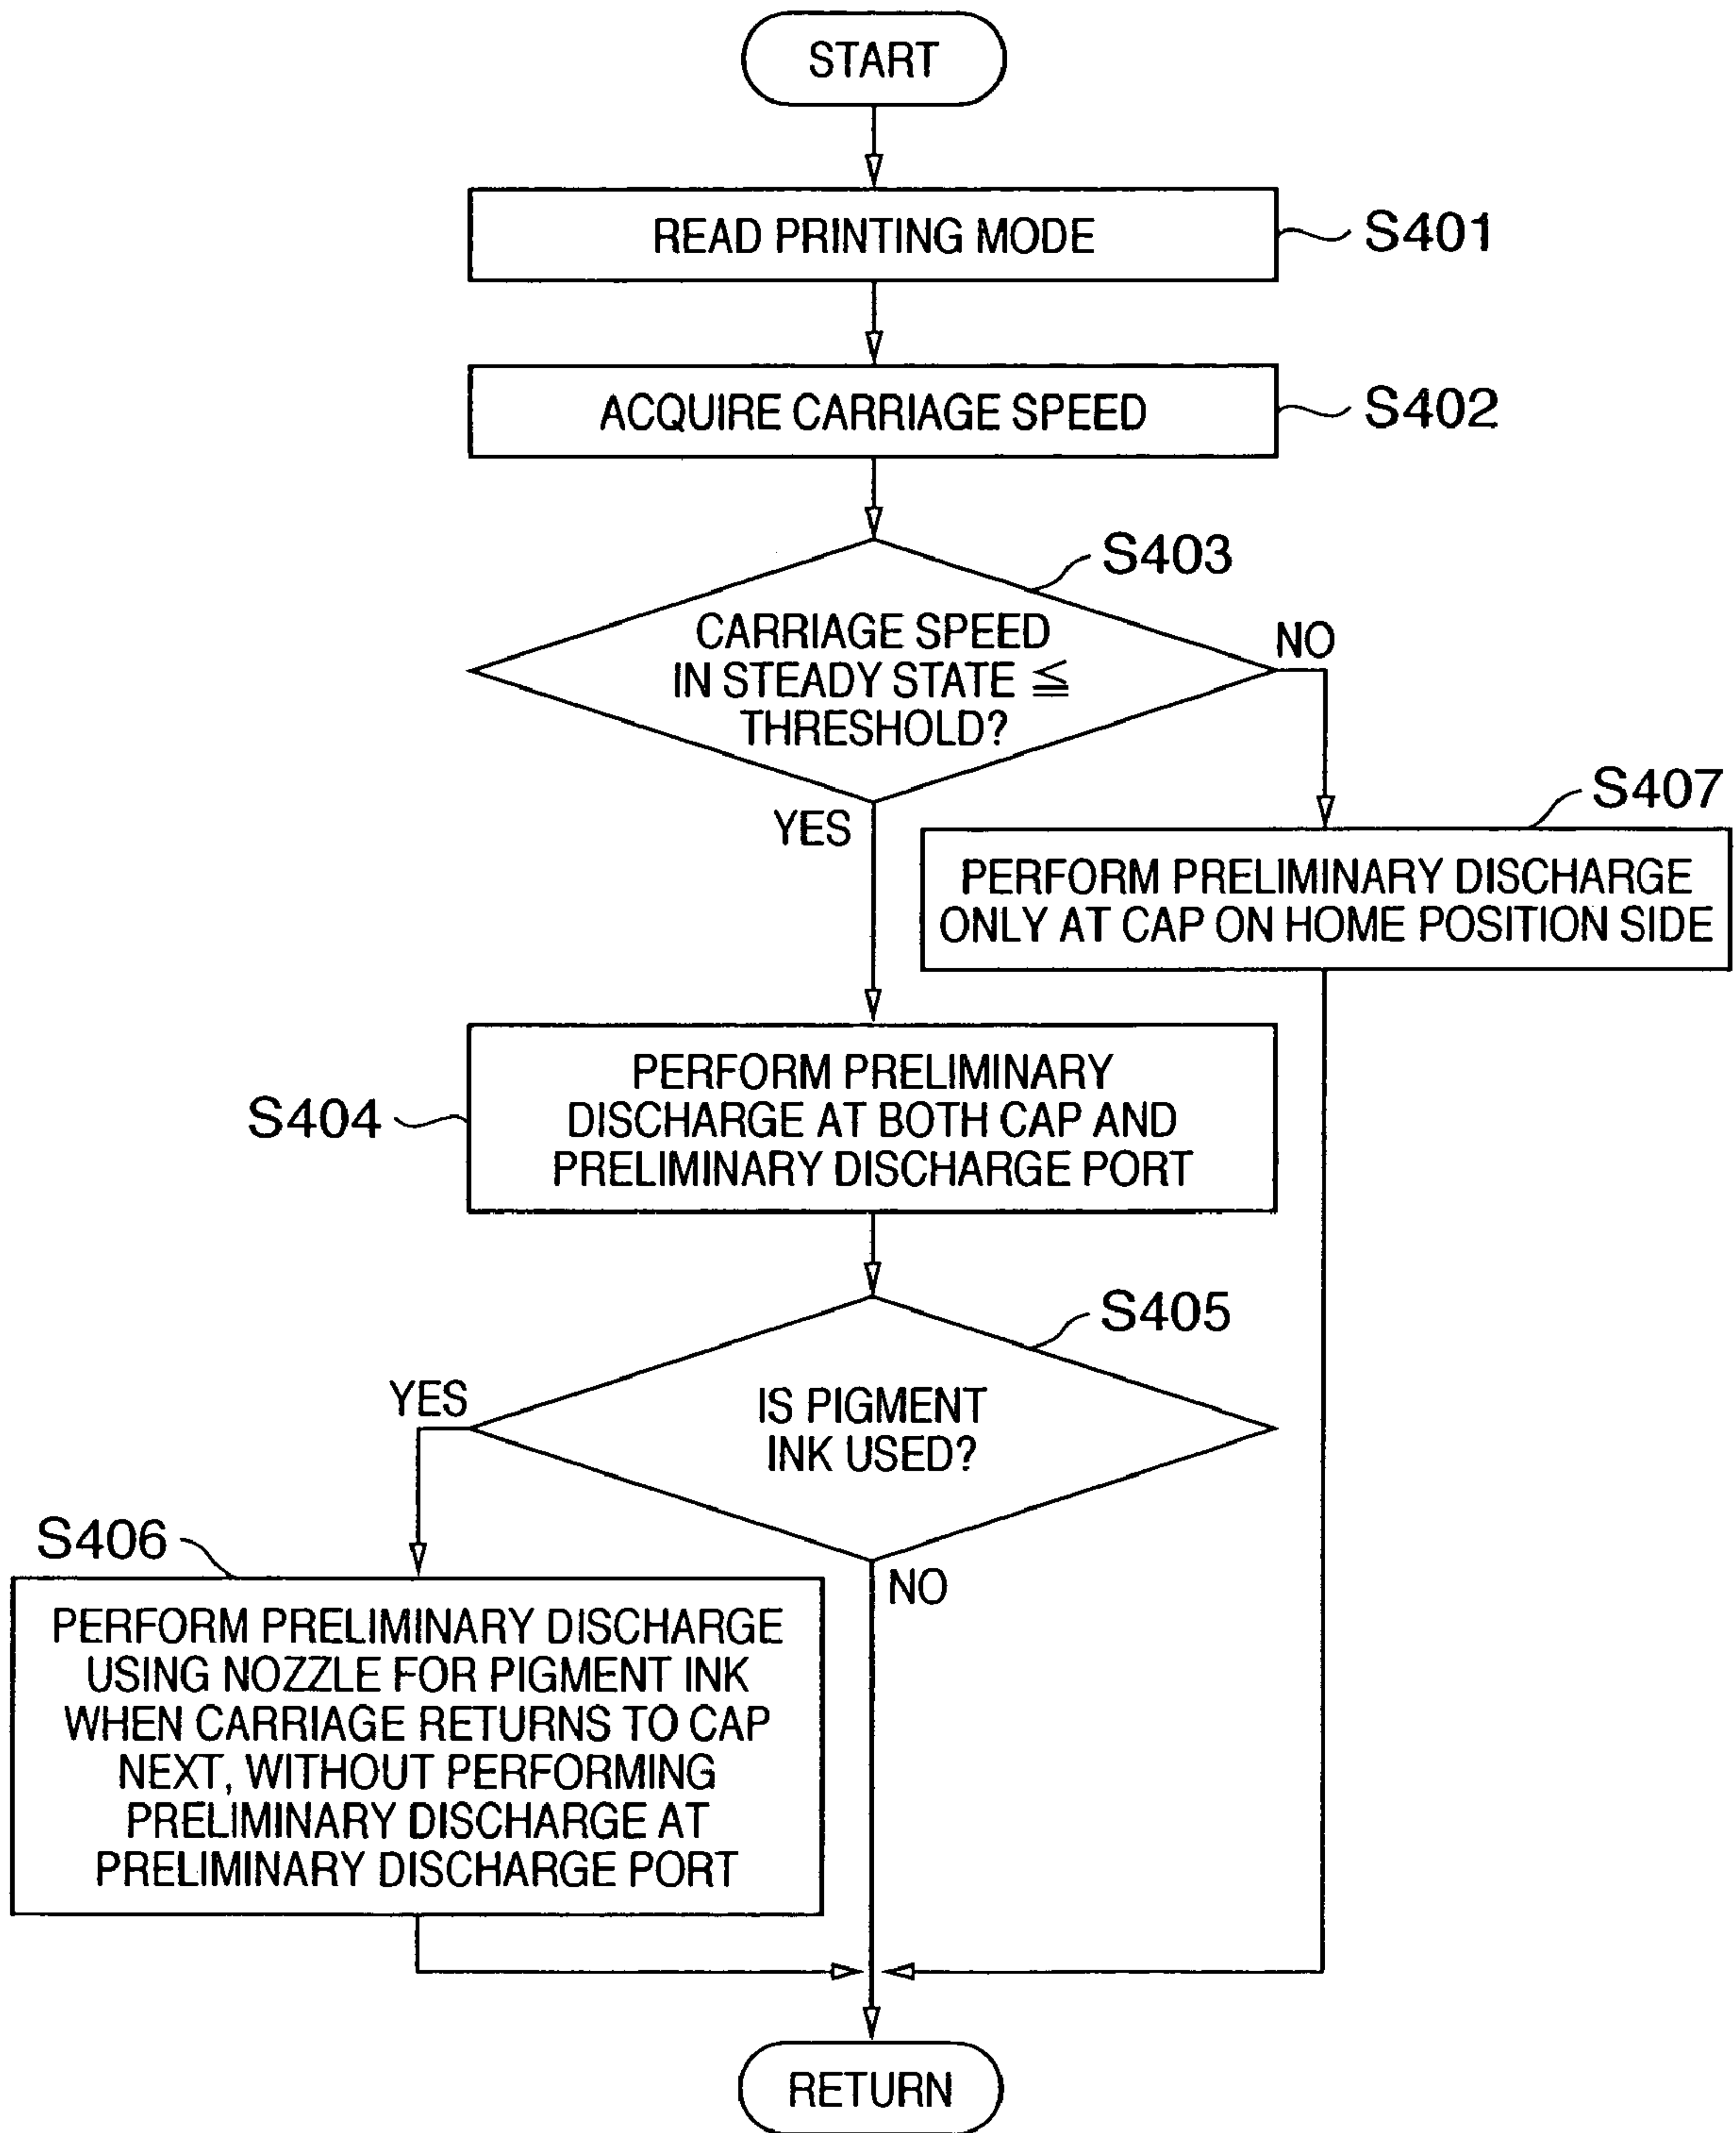 START
READ PRINTING MODE
S401
ACQUIRE CARRIAGE SPEED
S402
S403
CARRIAGE SPEED
IN STEADY STATE ≦
THRESHOLD?
NO
YES
S407
PERFORM PRELIMINARY DISCHARGE
ONLY AT CAP ON HOME POSITION SIDE
S404
PERFORM PRELIMINARY
DISCHARGE AT BOTH CAP AND
PRELIMINARY DISCHARGE PORT
S405
IS PIGMENT
INK USED?
YES
NO
S406
PERFORM PRELIMINARY DISCHARGE
USING NOZZLE FOR PIGMENT INK
WHEN CARRIAGE RETURNS TO CAP
NEXT, WITHOUT PERFORMING
PRELIMINARY DISCHARGE AT
PRELIMINARY DISCHARGE PORT
RETURN